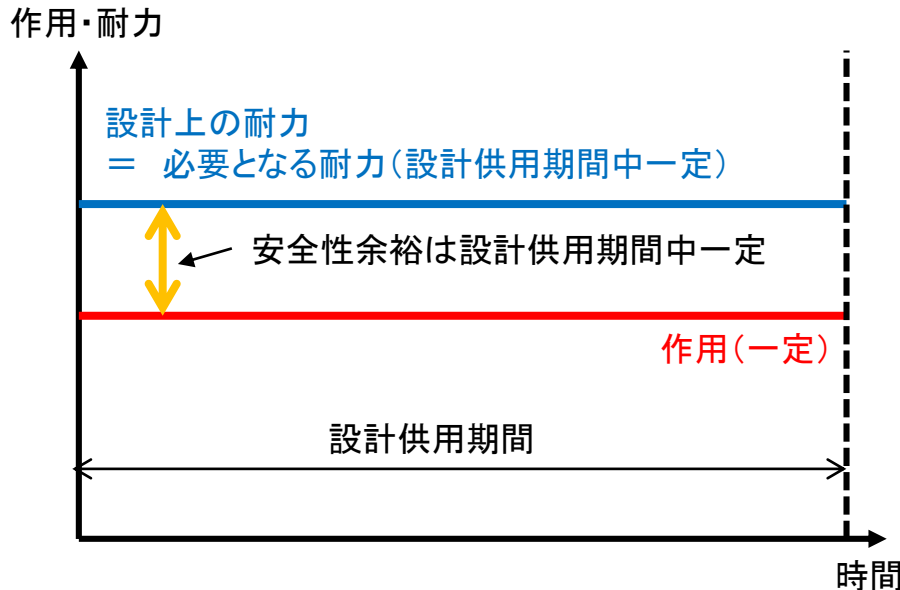 作用・耐力
設計上の耐力
＝ 必要となる耐力（設計供用期間中一定）
安全性余裕は設計供用期間中一定
作用（一定）
設計供用期間
時間